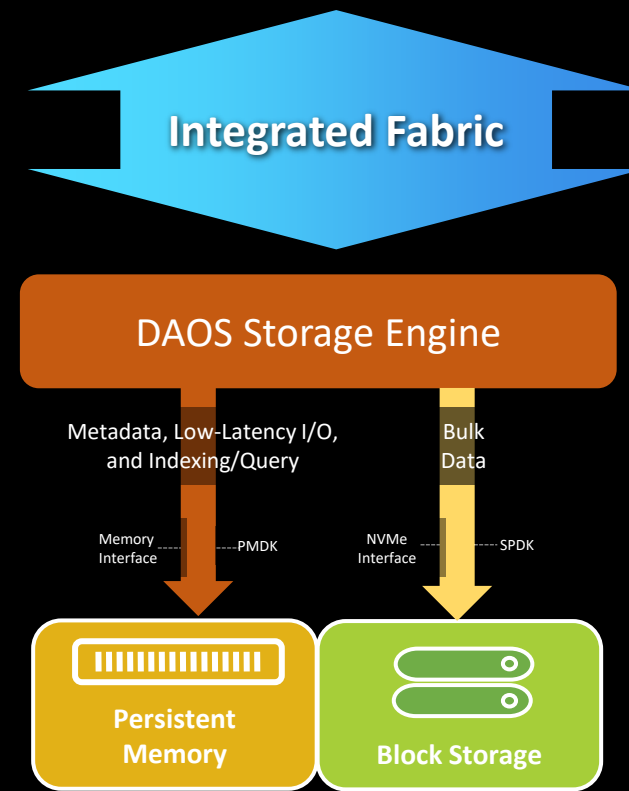 Integrated Fabric
DAOS Storage Engine
Metadata, Low-Latency I/O,
and Indexing/Query
Bulk
Data
Memory
Interface
PMDK
NVMe
Interface
SPDK
Persistent
Memory
Block Storage